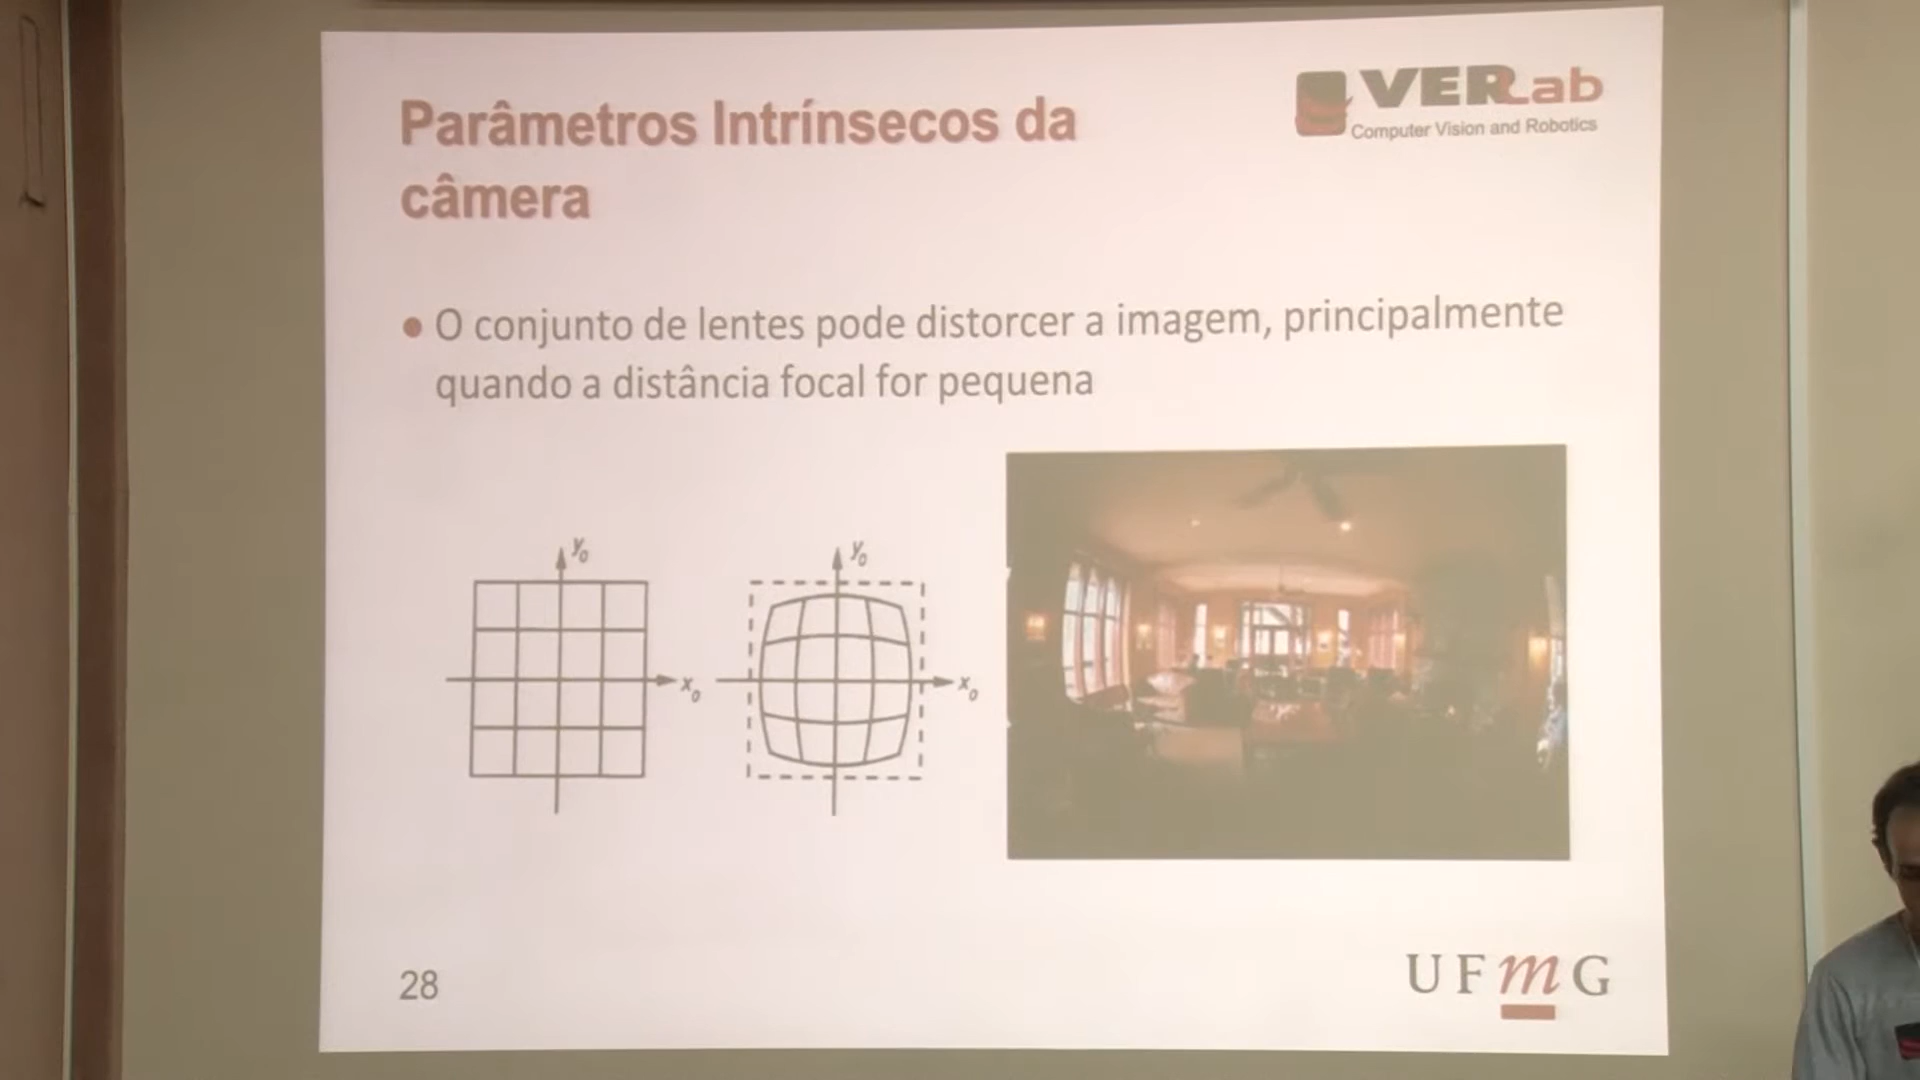 VERLab
Computer Vision and Robotics
Parâmetros Intrínsecos da
câmera
O conjunto de lentes pode distorcer a imagem, principalmente
quando a distância focal for pequena
y₀
x₀
y₀
x₀
28
UFmG